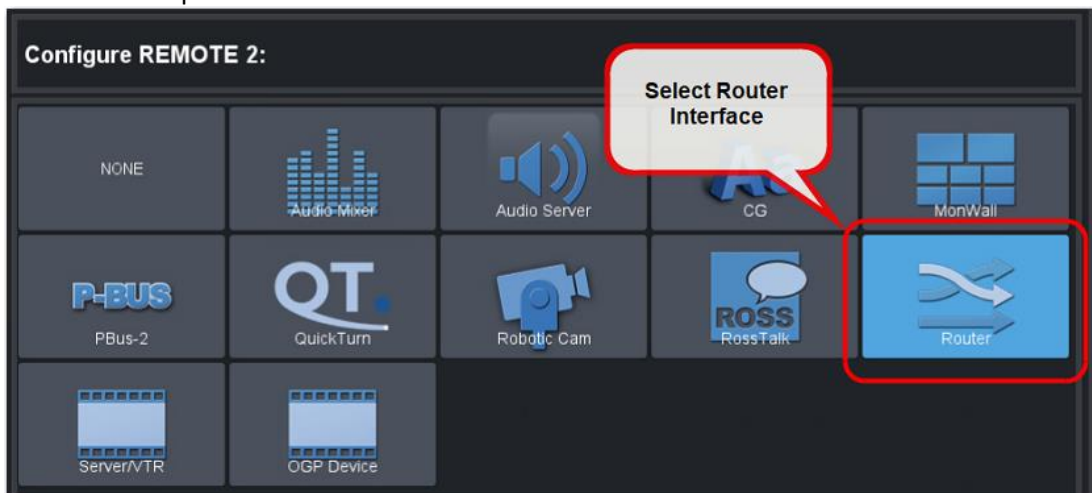 Configure REMOTE 2:
Select Router
Interface
NONE
Audio Mixer
Audio Server
Aa
CG
MonWall
P-BUS
PBus-2
QT.
QuickTurn
Robotic Cam
ROSS
RossTalk
Router
Server/VTR
OGP Device